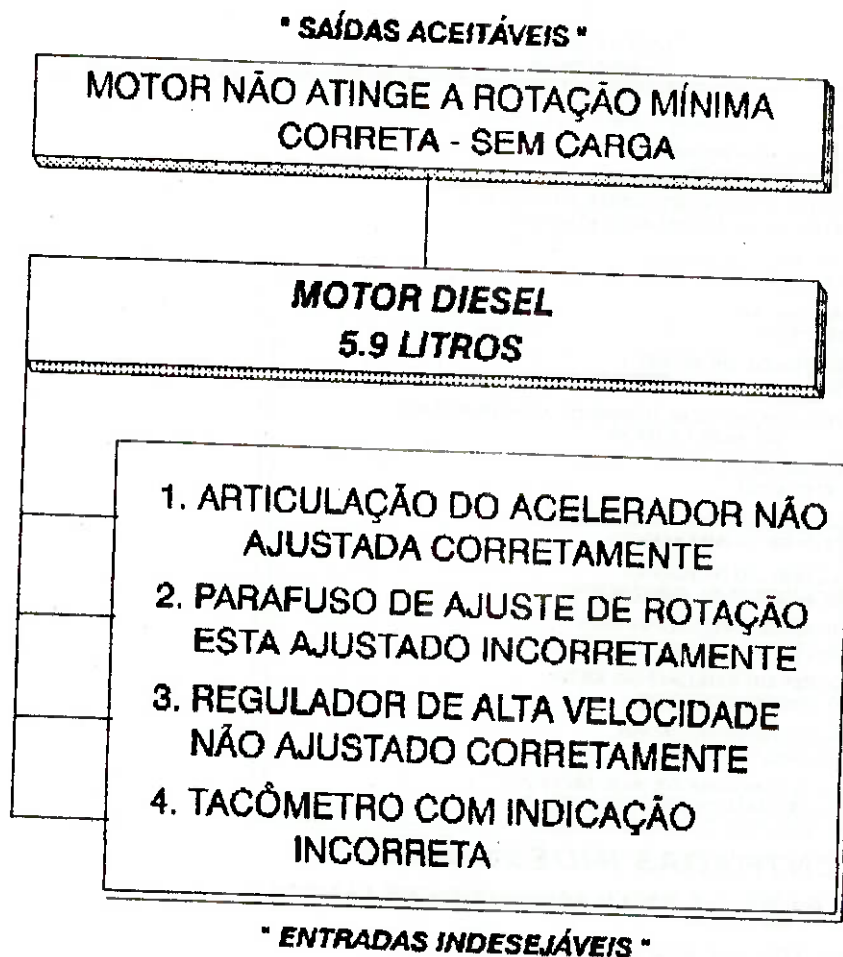 " SAÍDAS ACEITÁVEIS "
MOTOR NÃO ATINGE A ROTAÇÃO MÍNIMA
CORRETA - SEM CARGA
MOTOR DIESEL
5.9 LITROS
1. ARTICULAÇÃO DO ACELERADOR NÃO
AJUSTADA CORRETAMENTE
2. PARAFUSO DE AJUSTE DE ROTAÇÃO
ESTA AJUSTADO INCORRETAMENTE
3. REGULADOR DE ALTA VELOCIDADE
NÃO AJUSTADO CORRETAMENTE
4. TACÔMETRO COM INDICAÇÃO
INCORRETA
" ENTRADAS INDESEJÁVEIS "